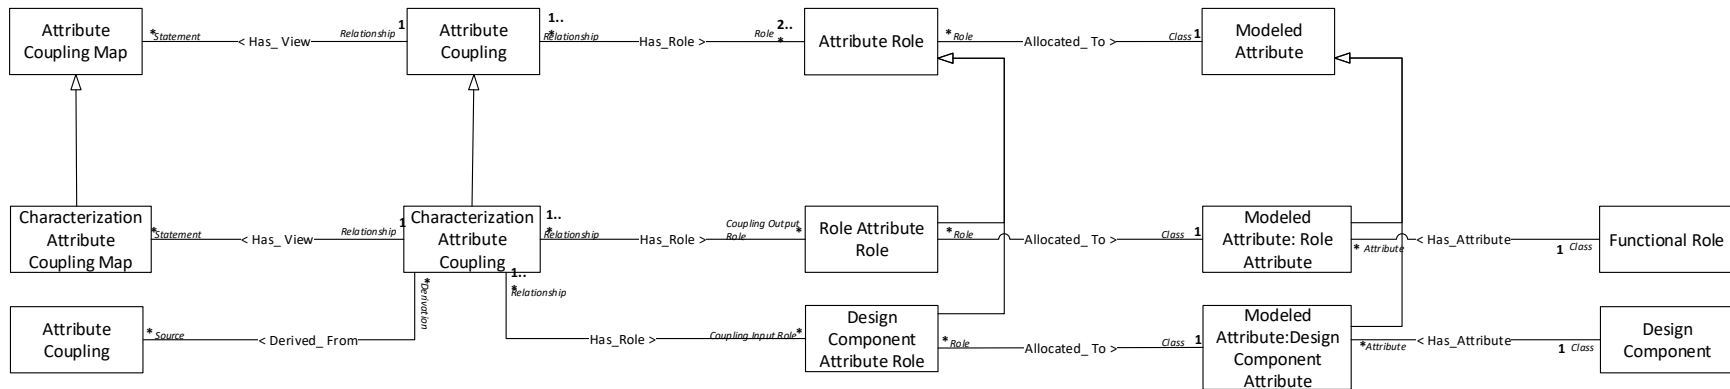 Attribute
Coupling Map
*
Statement
< Has_ View
Relationship
1
Attribute
Coupling
1..
*
Relationship
Has_Role >
Role
2..
*
Attribute Role
*
Role
Allocated_ To >
Class
1
Modeled
Attribute
Characterization
Attribute
Coupling Map
*
Statement
< Has_ View
Relationship
1
Characterization
Attribute
Coupling
1..
*
Relationship
Has_Role >
Coupling Output
Role
*
Role Attribute
Role
*
Role
Allocated_ To >
Class
1
Modeled
Attribute: Role
Attribute
*
Attribute
< Has_Attribute
1
Class
Functional Role
Attribute
Coupling
*
Source
< Derived_ From
*
Derivation
1..
*
Relationship
Has_Role >
Coupling Input Role
*
Design
Component
Attribute Role
*
Role
Allocated_ To >
Class
1
Modeled
Attribute:Design
Component
Attribute
*
Attribute
< Has_Attribute
1
Class
Design
Component